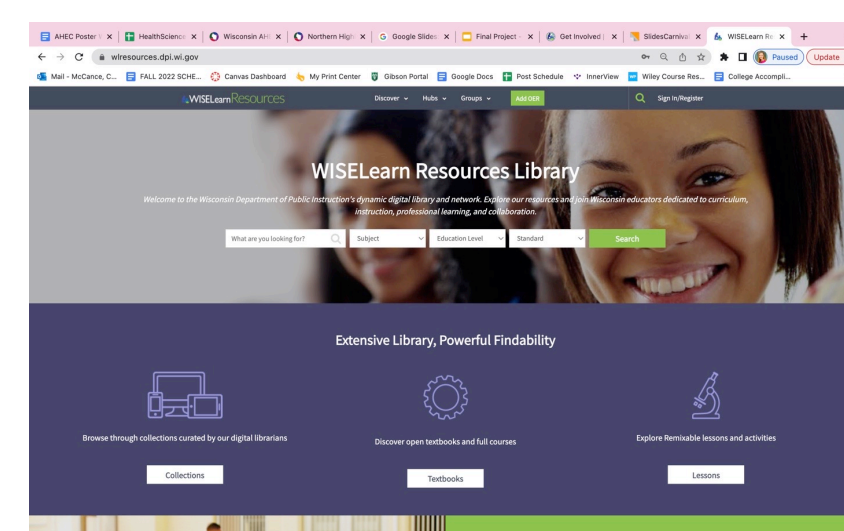 AHEC Poster
HealthScience
Wisconsin AHE
Northern High
Google Slides
Final Project -
Get Involved |
SlidesCarnival
WISELearn Re
wlresources.dpi.wi.gov
Paused
Update
Mail - McCance, C...
FALL 2022 SCHE...
Canvas Dashboard
My Print Center
Gibson Portal
Google Docs
Post Schedule
InnerView
Wiley Course Res...
College Accompli...
WISELearnResources
Discover
Hubs
Groups
Add OER
Sign In/Register
WISELearn Resources Library
Welcome to the Wisconsin Department of Public Instruction's dynamic digital library and network. Explore our resources and join Wisconsin educators dedicated to curriculum,
instruction, professional learning, and collaboration.
What are you looking for?
Subject
Education Level
Standard
Search
Extensive Library, Powerful Findability
Browse through collections curated by our digital librarians
Discover open textbooks and full courses
Explore Remixable lessons and activities
Collections
Textbooks
Lessons